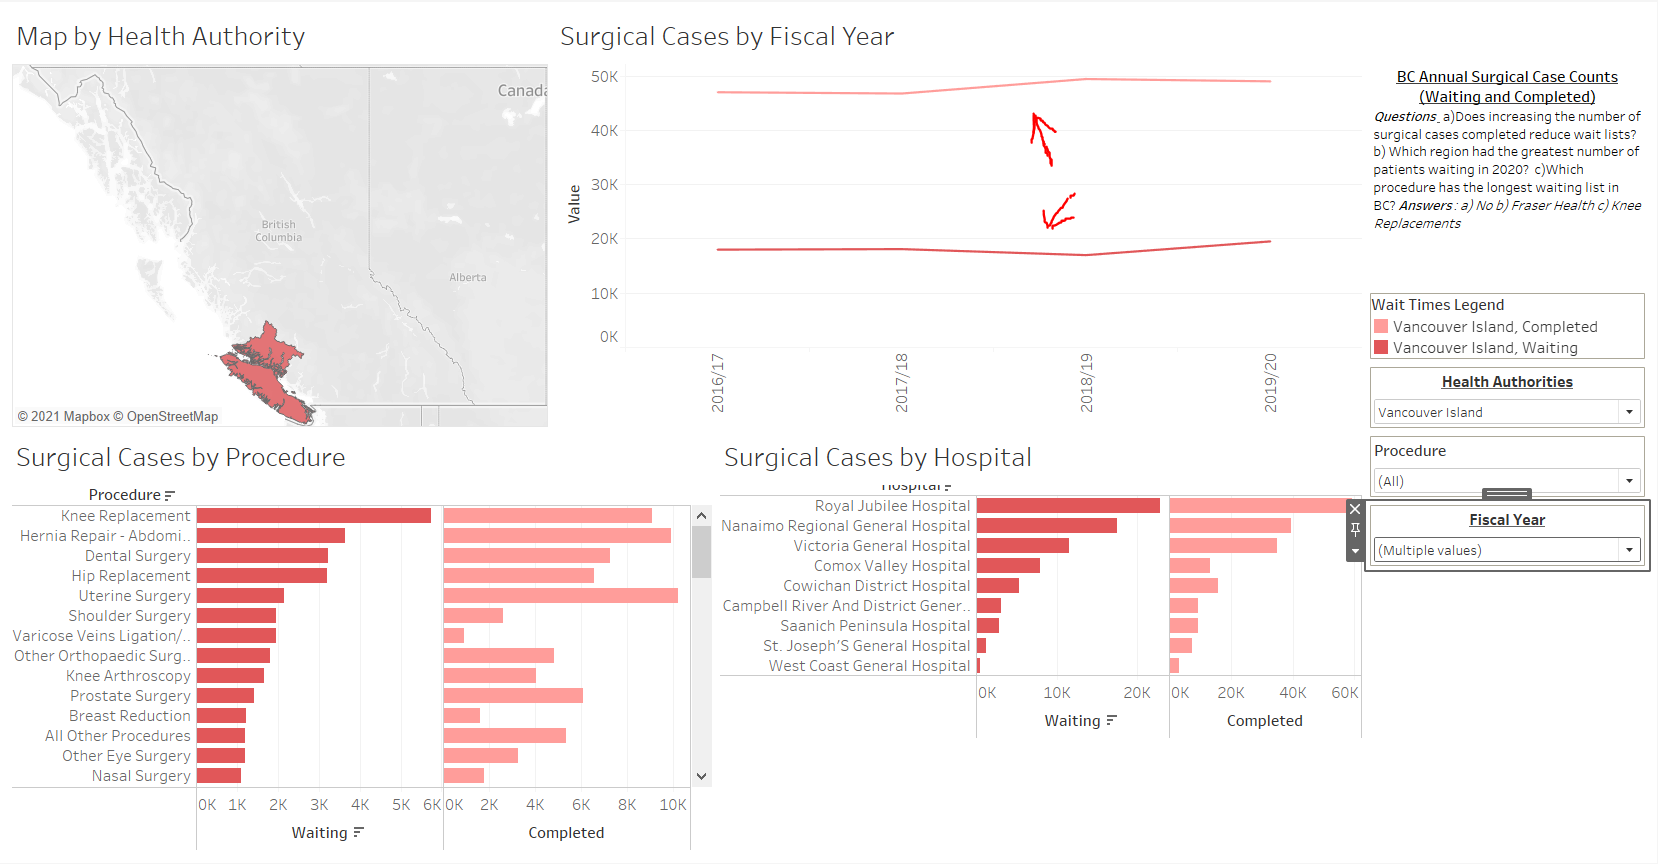 Map by Health Authority
Canada
British
Columbia
Alberta
© 2021 Mapbox © OpenStreetMap
Surgical Cases by Fiscal Year
Value
50K
40K
30K
20K
10K
0K
2016/17
2017/18
2018/19
2019/20
BC Annual Surgical Case Counts
(Waiting and Completed)
Questions a)Does increasing the number of
surgical cases completed reduce wait lists?
b) Which region had the greatest number of
patients waiting in 2020? c)Which
procedure has the longest waiting list in
BC? Answers: a) No b) Fraser Health c) Knee
Replacements
Wait Times Legend
Vancouver Island, Completed
Vancouver Island, Waiting
Health Authorities
Vancouver Island
Procedure
(All)
Fiscal Year
(Multiple values)
Surgical Cases by Procedure
Procedure
Knee Replacement
Hernia Repair - Abdomi..
Dental Surgery
Hip Replacement
Uterine Surgery
Shoulder Surgery
Varicose Veins Ligation/..
Other Orthopaedic Surg..
Knee Arthroscopy
Prostate Surgery
Breast Reduction
All Other Procedures
Other Eye Surgery
Nasal Surgery
0K 1K 2K 3K 4K 5K 6K
0K 2K 4K 6K 8K 10K
Waiting
Completed
Surgical Cases by Hospital
Hospital
Royal Jubilee Hospital
Nanaimo Regional General Hospital
Victoria General Hospital
Comox Valley Hospital
Cowichan District Hospital
Campbell River And District Gener..
Saanich Peninsula Hospital
St. Joseph'S General Hospital
West Coast General Hospital
0K 10K 20K
0K 20K 40K 60K
Waiting
Completed